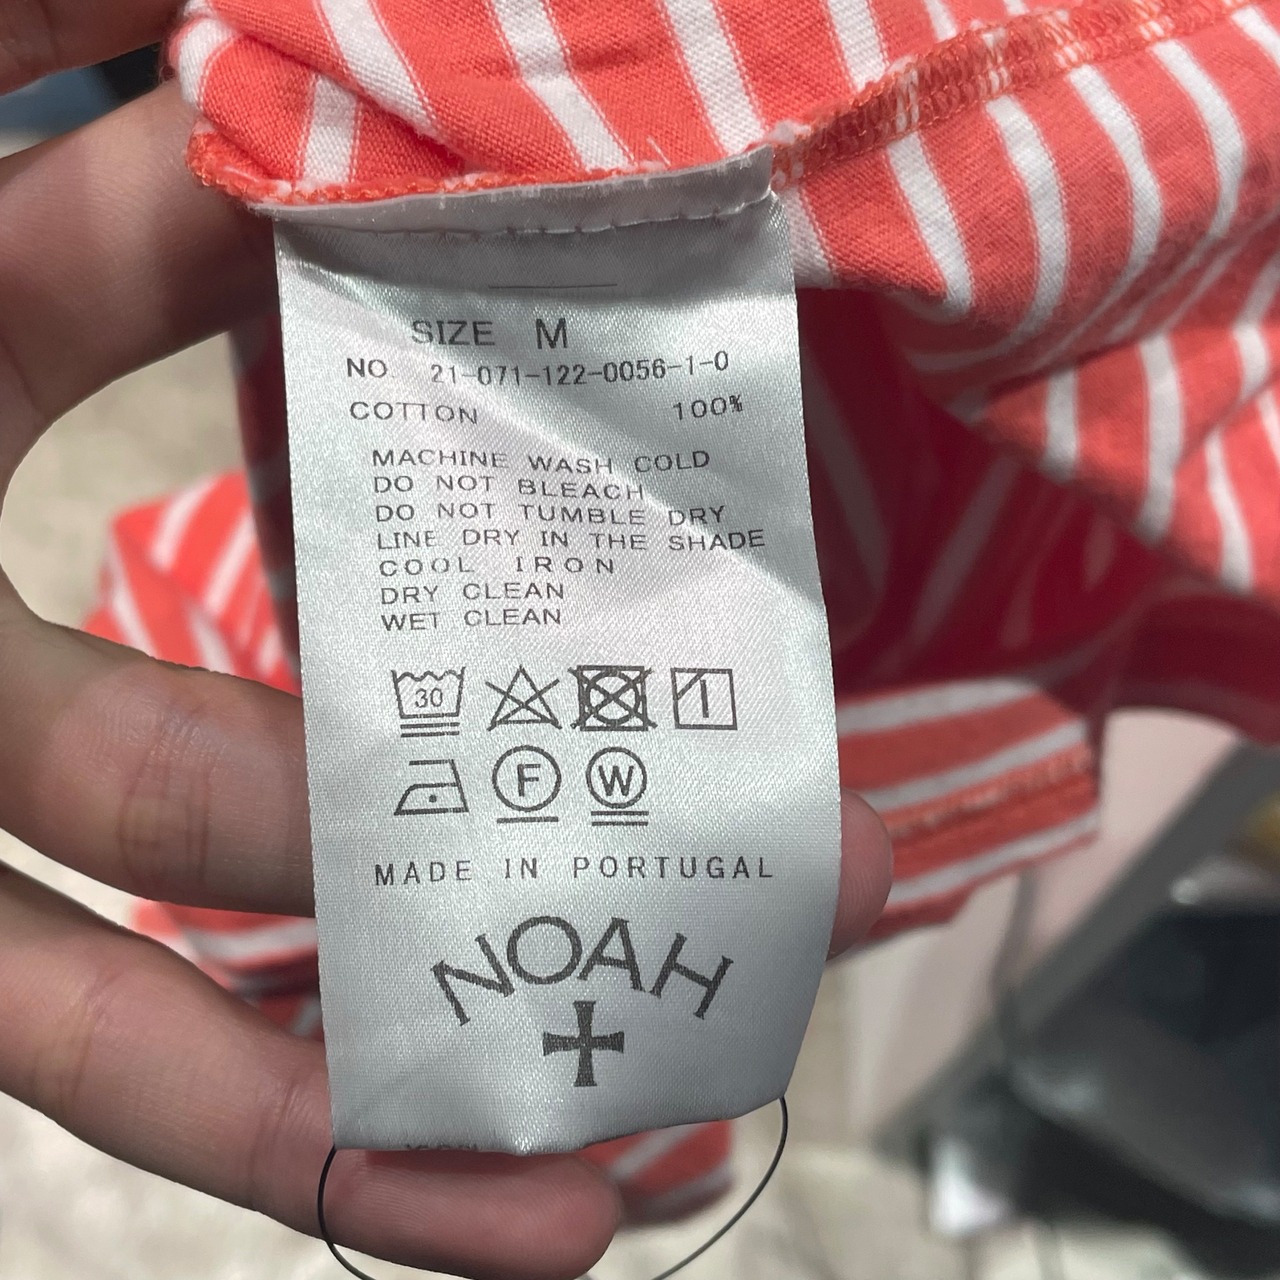 SIZE M
NO 21-071-122-0056-1-0
COTTON 100%
MACHINE WASH COLD
DO NOT BLEACH
DO NOT TUMBLE DRY
LINE DRY IN THE SHADE
COOL IRON
DRY CLEAN
WET CLEAN
30
F W
MADE IN PORTUGAL
NOAH